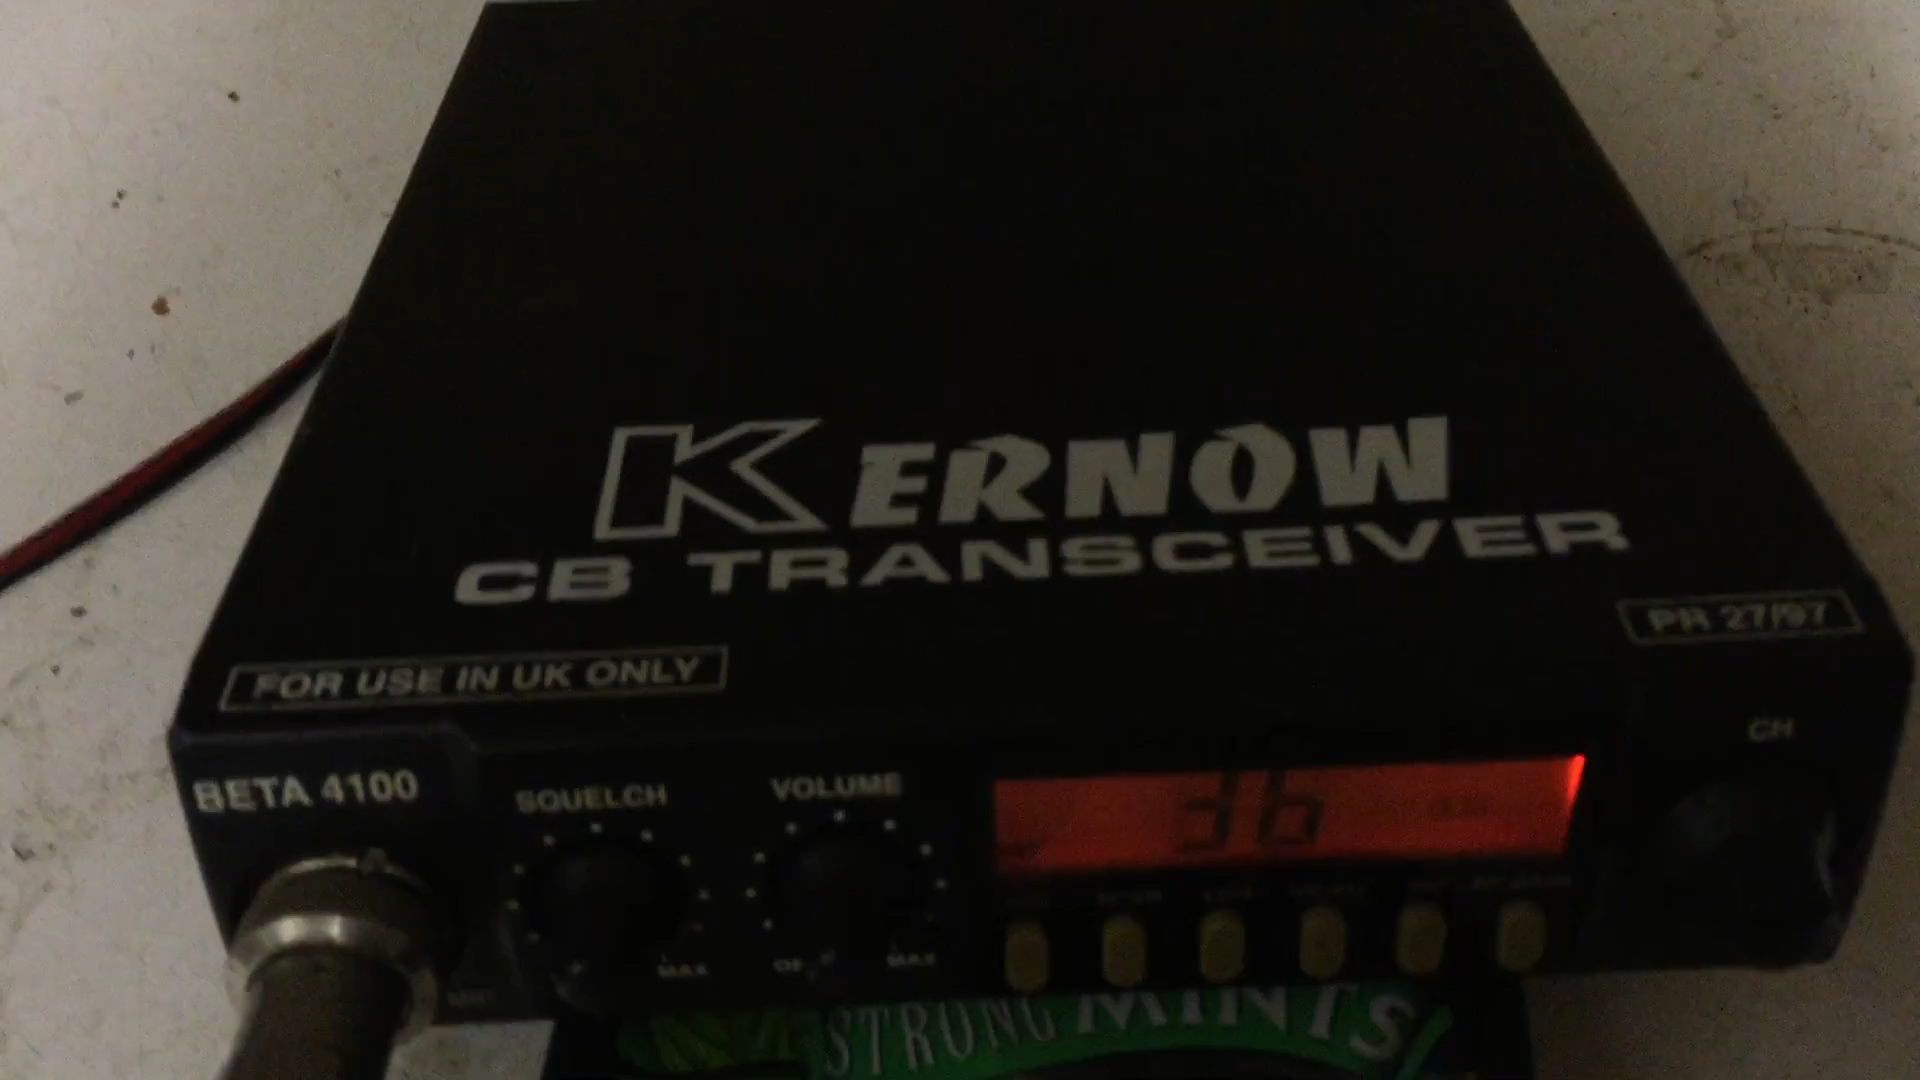 KERNOW
CB TRANSCEIVER
PR 27/97
FOR USE IN UK ONLY
CH
BETA 4100
SQUELCH
VOLUME
36
MAX
MAX
STRONG MINTS